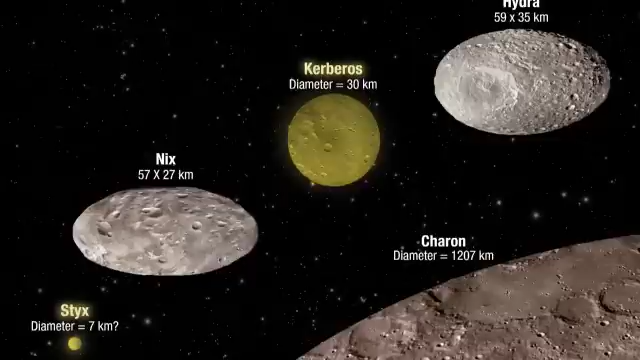 Hydra
59 x 35 km
Kerberos
Diameter = 30 km
Nix
57 X 27 km
Charon
Diameter = 1207 km
Styx
Diameter = 7 km?